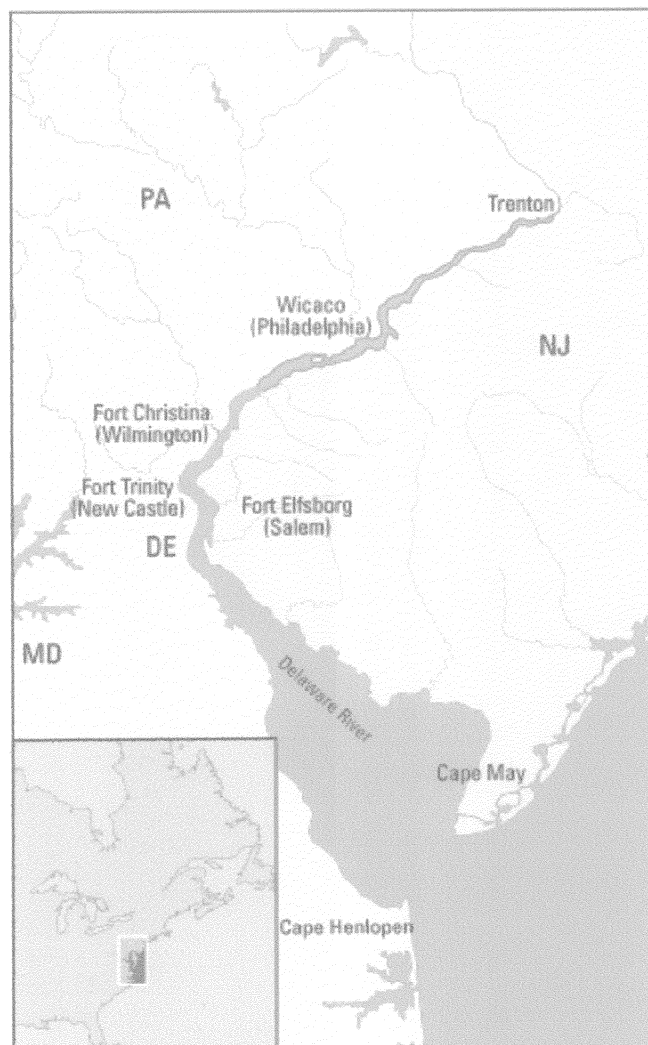 PA
Trenton
Wicaco
(Philadelphia)
NJ
Fort Christina
(Wilmington)
Fort Trinity
(New Castle)
Fort Elfsborg
(Salem)
DE
MD
Delaware River
Cape May
Cape Henlopen